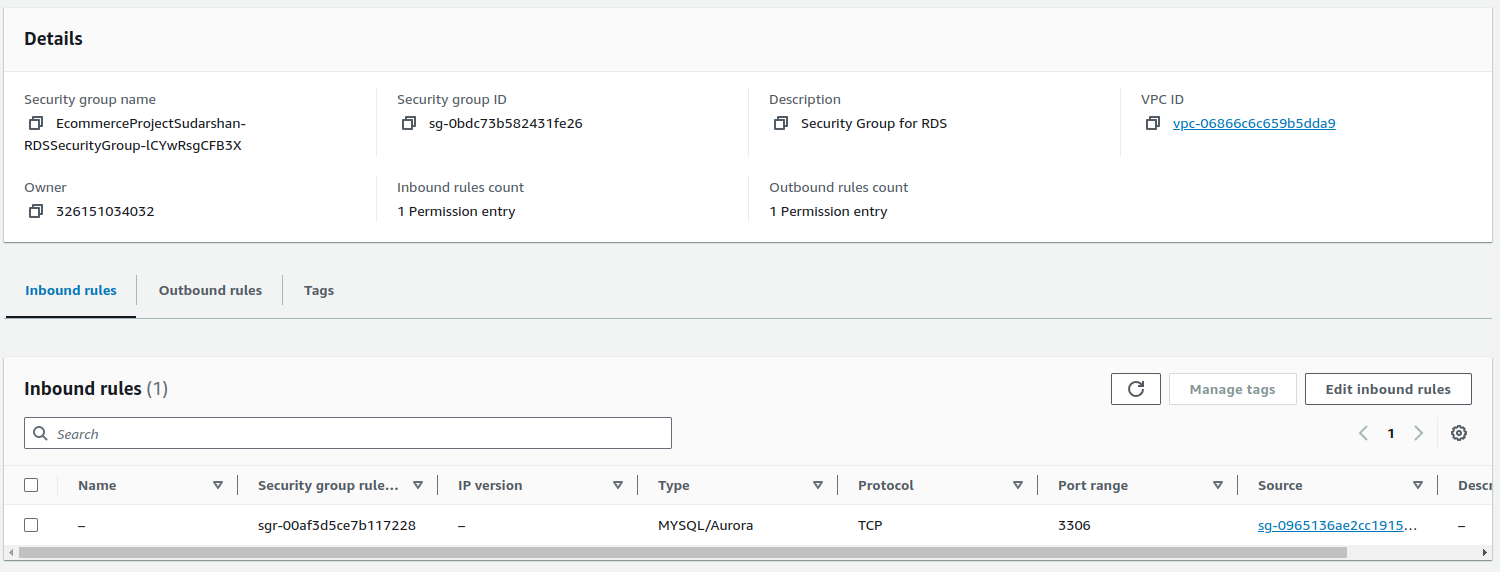 Details
Security group name
EcommerceProjectSudarshan-
RDSSecurityGroup-lCYwRsgCFB3X
Security group ID
sg-0bdc73b582431fe26
Description
Security Group for RDS
VPC ID
vpc-06866c6c659b5dda9
Owner
326151034032
Inbound rules count
1 Permission entry
Outbound rules count
1 Permission entry
Inbound rules
Outbound rules
Tags
Inbound rules (1)
Manage tags
Edit inbound rules
Search
1
Name
Security group rule...
IP version
Type
Protocol
Port range
Source
Descr
–
sgr-00af3d5ce7b117228
–
MYSQL/Aurora
TCP
3306
sg-0965136ae2cc1915...
–